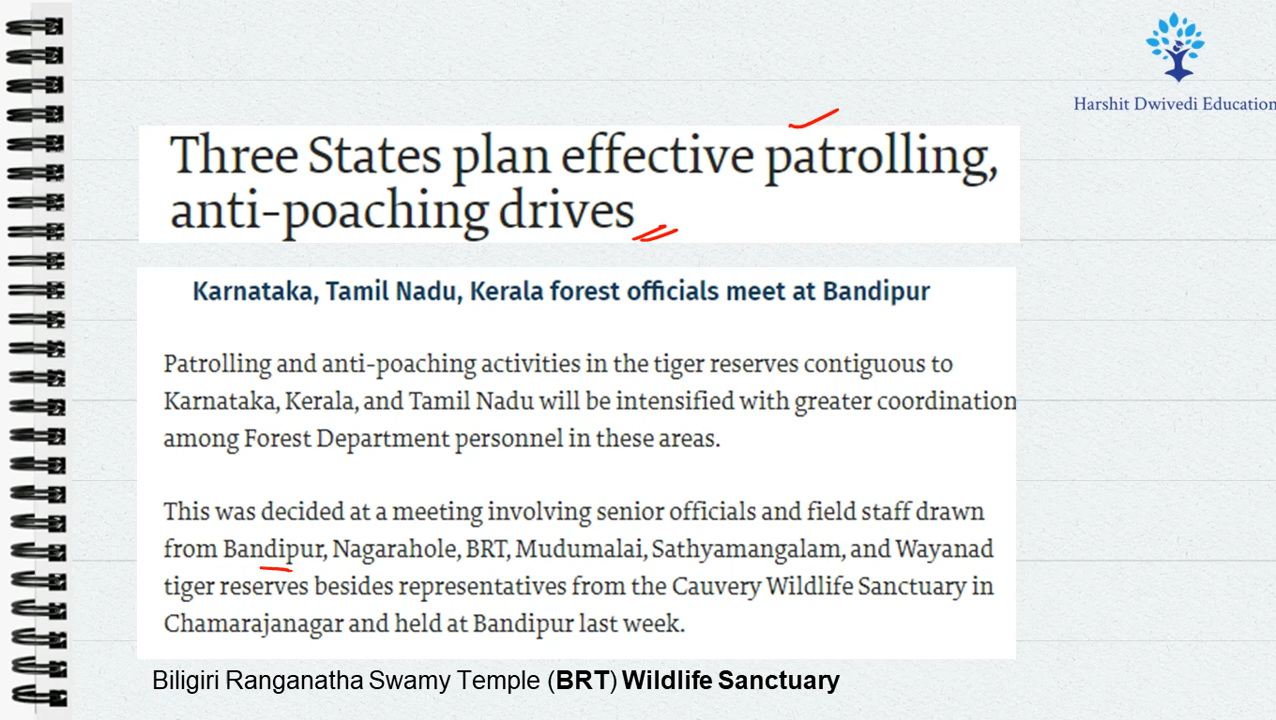 Harshit Dwivedi Education
Three States plan effective patrolling,
anti-poaching drives
Karnataka, Tamil Nadu, Kerala forest officials meet at Bandipur
Patrolling and anti-poaching activities in the tiger reserves contiguous to
Karnataka, Kerala, and Tamil Nadu will be intensified with greater coordination
among Forest Department personnel in these areas.
This was decided at a meeting involving senior officials and field staff drawn
from Bandipur, Nagarahole, BRT, Mudumalai, Sathyamangalam, and Wayanad
tiger reserves besides representatives from the Cauvery Wildlife Sanctuary in
Chamarajanagar and held at Bandipur last week.
Biligiri Ranganatha Swamy Temple (BRT) Wildlife Sanctuary